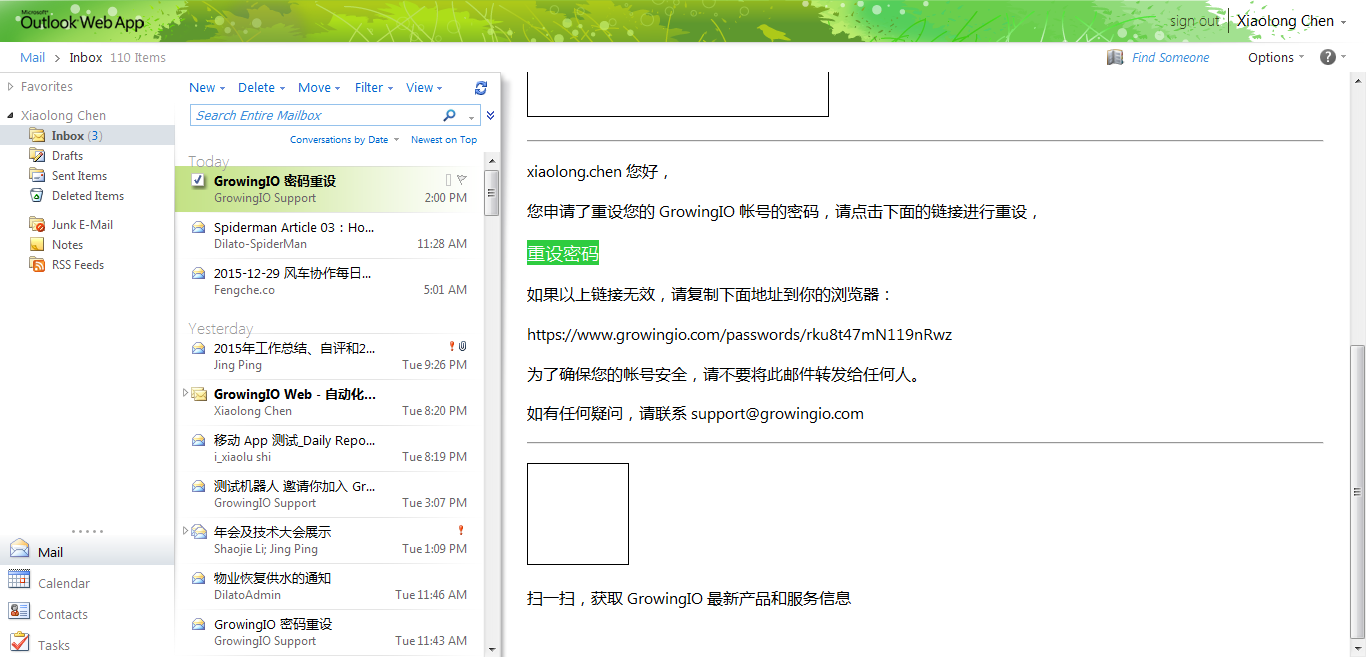 Microsoft
Outlook Web App
sign out
Xiaolong Chen
Mail > Inbox 110 Items
Find Someone
Options
?
Favorites
Xiaolong Chen
Inbox (3)
Drafts
Sent Items
Deleted Items
Junk E-Mail
Notes
RSS Feeds
Mail
Calendar
Contacts
Tasks
New Delete Move Filter View
Search Entire Mailbox
Conversations by Date Newest on Top
Today
GrowingIO 密码重设
GrowingIO Support 2:00 PM
Spiderman Article 03：Ho...
Dilato-SpiderMan 11:28 AM
2015-12-29 风车协作每日...
Fengche.co 5:01 AM
Yesterday
2015年工作总结、自评和2...
Jing Ping Tue 9:26 PM
GrowingIO Web - 自动化...
Xiaolong Chen Tue 8:20 PM
移动 App 测试_Daily Repo...
i_xiaolu shi Tue 8:19 PM
测试机器人 邀请你加入 Gr...
GrowingIO Support Tue 3:07 PM
年会及技术大会展示
Shaojie Li; Jing Ping Tue 1:09 PM
物业恢复供水的通知
DilatoAdmin Tue 11:46 AM
GrowingIO 密码重设
GrowingIO Support Tue 11:43 AM
xiaolong.chen 您好，
您申请了重设您的 GrowingIO 帐号的密码，请点击下面的链接进行重设，
重设密码
如果以上链接无效，请复制下面地址到你的浏览器：
https://www.growingio.com/passwords/rku8t47mN119nRwz
为了确保您的帐号安全，请不要将此邮件转发给任何人。
如有任何疑问，请联系 support@growingio.com
扫一扫，获取 GrowingIO 最新产品和服务信息